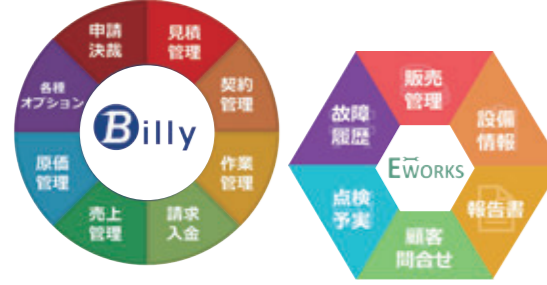 申請
決裁
見積
管理
契約
管理
作業
管理
請求
入金
売上
管理
原価
管理
各種
オプション
Billy
販売
管理
設備
情報
報告書
顧客
問合せ
点検
予実
故障
履歴
EWORKS